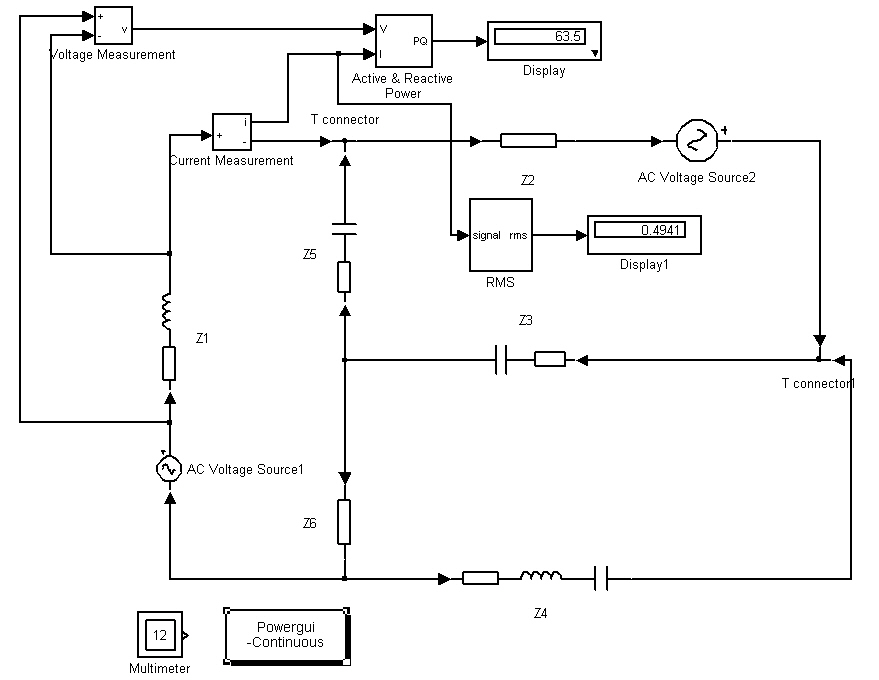 +
-
v
Voltage Measurement
V
I
PQ
Active & Reactive
Power
63.5
Display
+
i
-
Current Measurement
T connector
Z2
+
AC Voltage Source2
signal rms
RMS
0.4941
Display1
Z5
Z1
Z3
T connector1
AC Voltage Source1
Z6
Z4
12
Multimeter
Powergui
-Continuous